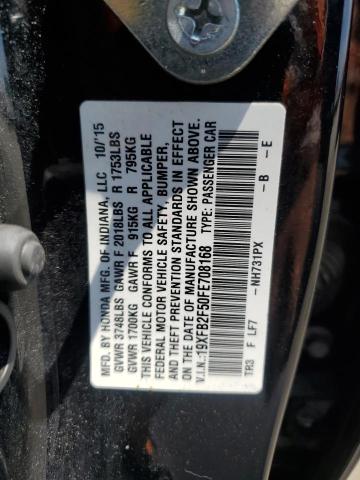 MFD. BY HONDA MFG. OF INDIANA, LLC 10/'15
GVWR 3748LBS GAWR F 2018LBS R 1753LBS
GVWR 1700KG GAWR F 915KG R 795KG
THIS VEHICLE CONFORMS TO ALL APPLICABLE
FEDERAL MOTOR VEHICLE SAFETY, BUMPER,
AND THEFT PREVENTION STANDARDS IN EFFECT
ON THE DATE OF MANUFACTURE SHOWN ABOVE.
V.I.N.:19XFB2F50FE708168 TYPE: PASSENGER CAR
-NH731PX -B -E
TR3 F LF7